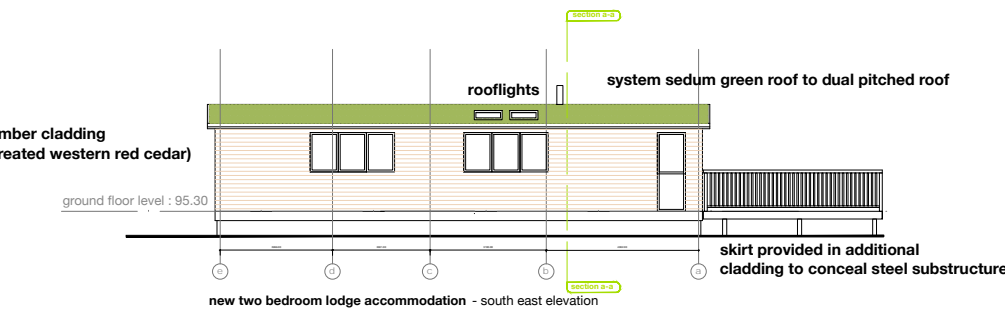 section a-a
system sedum green roof to dual pitched roof
rooflights
mber cladding
reated western red cedar)
ground floor level : 95.30
skirt provided in additional
cladding to conceal steel substructure
e d c b a
section a-a
new two bedroom lodge accommodation - south east elevation